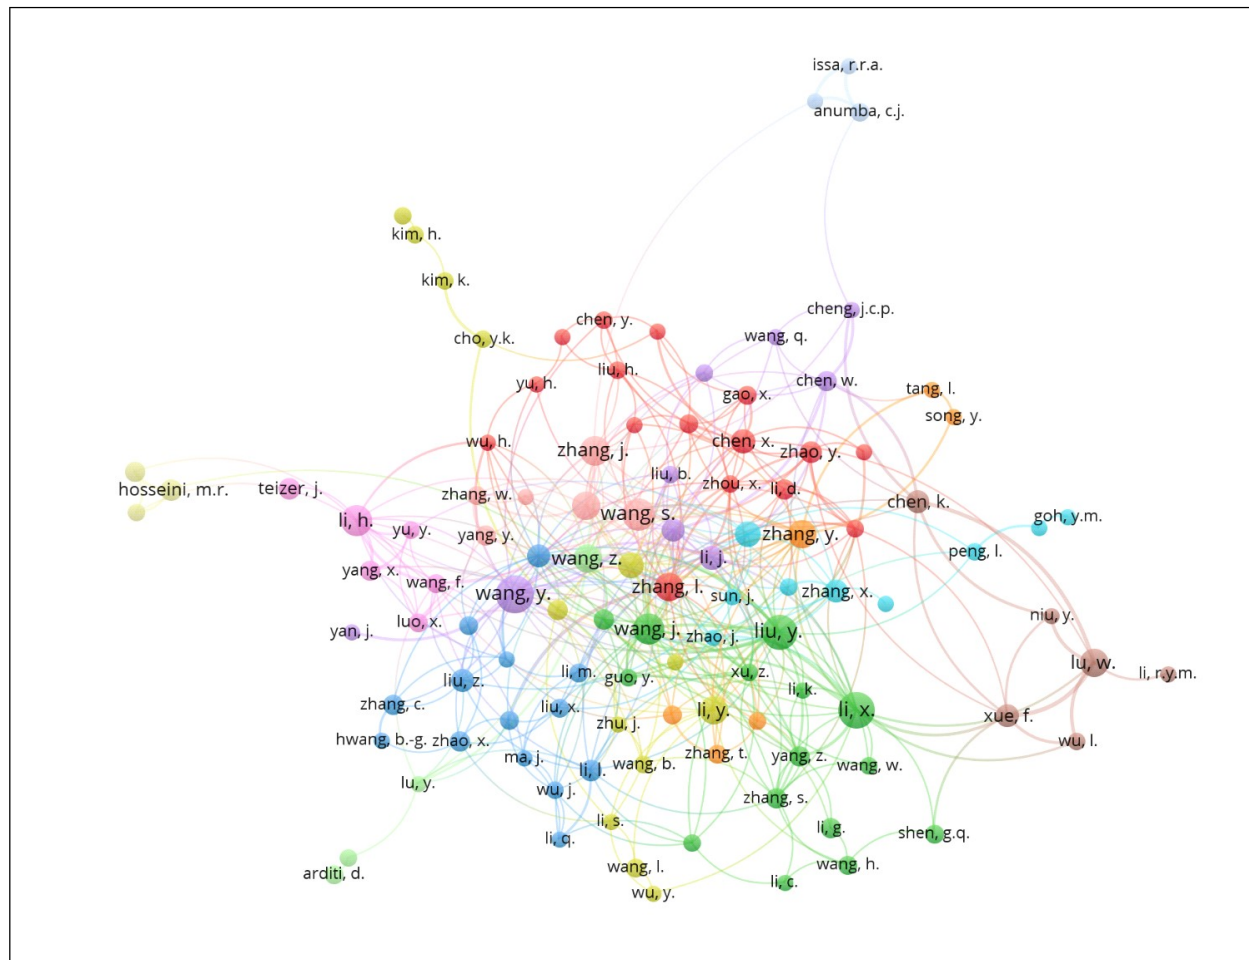 issa, r.r.a.
anumba, c.j.
kim, h.
kim, k.
cheng, j.c.p.
chen, y.
wang, q.
cho, y.k.
liu, h.
chen, w.
yu, h.
tang, l.
gao, x.
song, y.
wu, h.
chen, x.
zhang, j.
zhao, y.
liu, b.
zhou, x.
hosseini, m.r.
teizer, j.
li, d.
zhang, w.
chen, k.
wang, s.
goh, y.m.
li, h.
yu, y.
yang, y.
zhang, y.
peng, l.
wang, z.
li, j.
yang, x.
wang, f.
zhang, l.
wang, y.
sun, j.
zhang, x.
niu, y.
luo, x.
yan, j.
wang, j.
zhao, j.
liu, y.
lu, w.
li, m.
xu, z.
li, r.y.m.
liu, z.
guo, y.
li, k.
zhang, c.
liu, x.
li, y.
li, x.
xue, f.
zhu, j.
hwang, b.-g.
zhao, x.
wu, l.
ma, j.
zhang, t.
yang, z.
wang, b.
wang, w.
li, l.
lu, y.
wu, j.
zhang, s.
li, s.
li, g.
shen, g.q.
li, q.
arditi, d.
wang, l.
wang, h.
li, c.
wu, y.